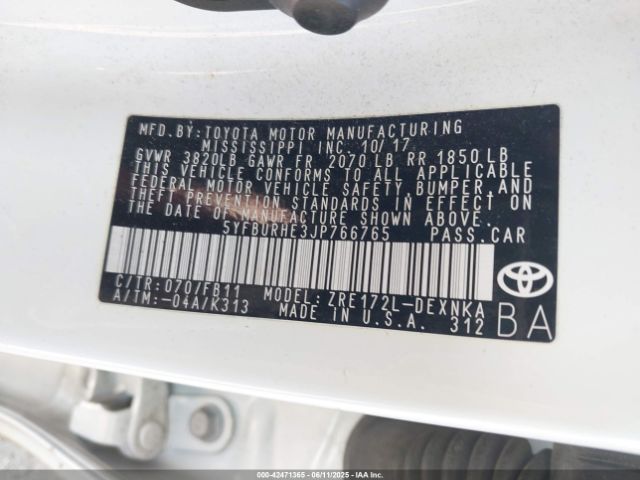 MFD. BY: TOYOTA MOTOR MANUFACTURING
MISSISSIPPI INC. 10/17
GVWR 3820LB GAWR FR 2070LB RR 1850LB
THIS VEHICLE CONFORMS TO ALL APPLICABLE
FEDERAL MOTOR VEHICLE SAFETY, BUMPER, AND
THEFT PREVENTION STANDARDS IN EFFECT ON
THE DATE OF MANUFACTURE SHOWN ABOVE.
5YFBURHE3JP766765 PASS.CAR
C/TR: 070/FB11 MODEL: ZRE172L-DEXNKA
A/TM: -04A/K313 MADE IN U.S.A. 312
BA
000-42471365 - 06/11/2025 - IAA Inc.